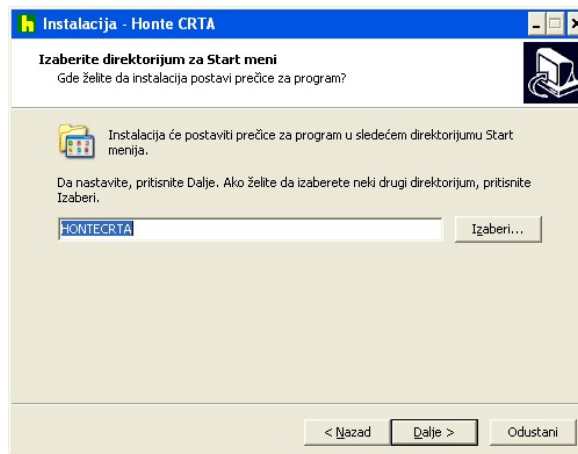 Instalacija - Honte CRTA
Izaberite direktorijum za Start meni
Gde želite da instalacija postavi prečice za program?
Instalacija će postaviti prečice za program u sledećem direktorijumu Start
menija.
Da nastavite, pritisnite Dalje. Ako želite da izaberete neki drugi direktorijum, pritisnite
Izaberi.
HONTECRTA
Izaberi...
< Nazad
Dalje >
Odustani